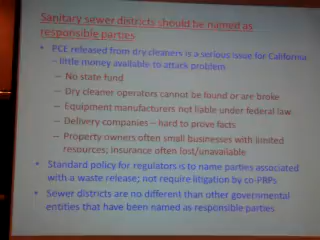 Sanitary sewer districts should be named as
responsible parties
• PCE released from dry cleaners is a serious issue for California
– little money available to attack problem
– No state fund
– Dry cleaner operators cannot be found or are broke
– Equipment manufacturers not liable under federal law
– Delivery companies – hard to prove facts
– Property owners often small businesses with limited
resources; insurance often lost/unavailable
• Standard policy for regulators is to name parties associated
with a waste release; not require litigation by co-PRPs
• Sewer districts are no different than other governmental
entities that have been named as responsible parties